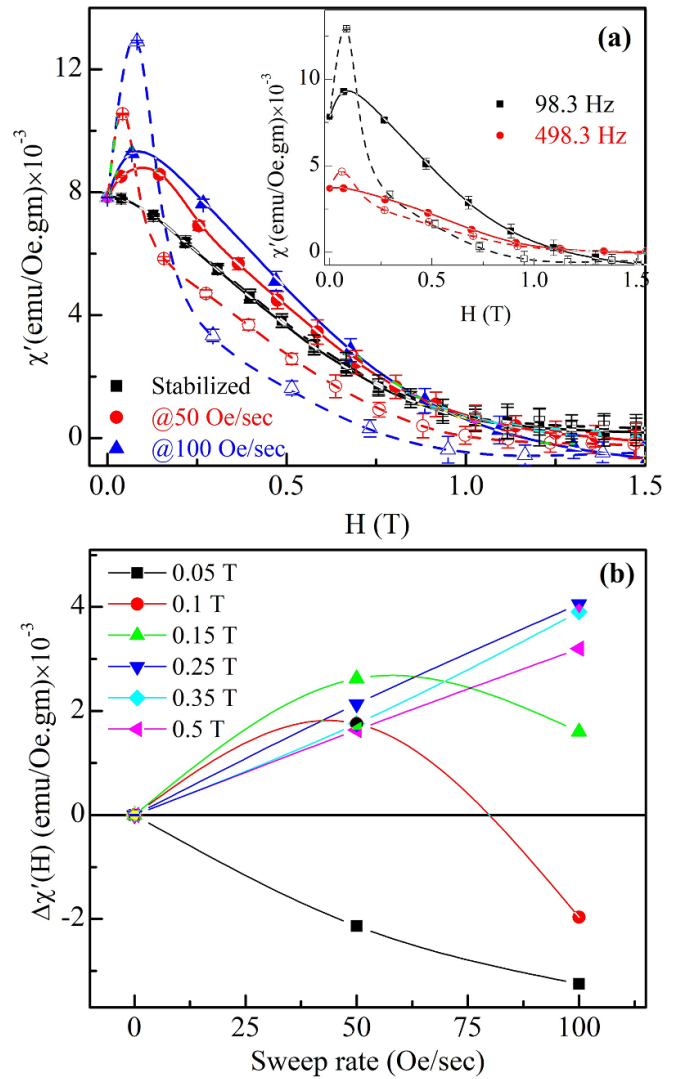 (a)
χ′(emu/Oe.gm)×10⁻³
12
8
4
0
0.0
0.5
1.0
1.5
H (T)
Stabilized
@50 Oe/sec
@100 Oe/sec
χ′(emu/Oe.gm)×10⁻³
10
5
0
0.0
0.5
1.0
1.5
H (T)
98.3 Hz
498.3 Hz
(b)
Δχ′(H) (emu/Oe.gm)×10⁻³
4
2
0
-2
0.05 T
0.1 T
0.15 T
0.25 T
0.35 T
0.5 T
0
25
50
75
100
Sweep rate (Oe/sec)